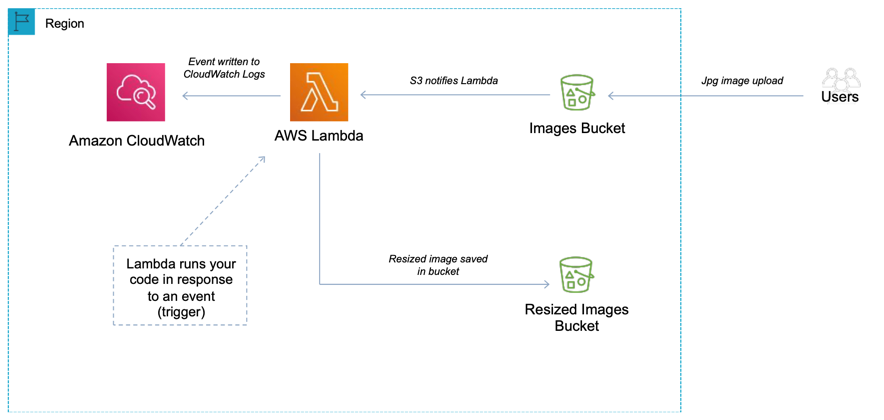 Region
Event written to
CloudWatch Logs
S3 notifies Lambda
Jpg image upload
Amazon CloudWatch
AWS Lambda
Images Bucket
Users
Lambda runs your
code in response
to an event
(trigger)
Resized image saved
in bucket
Resized Images
Bucket